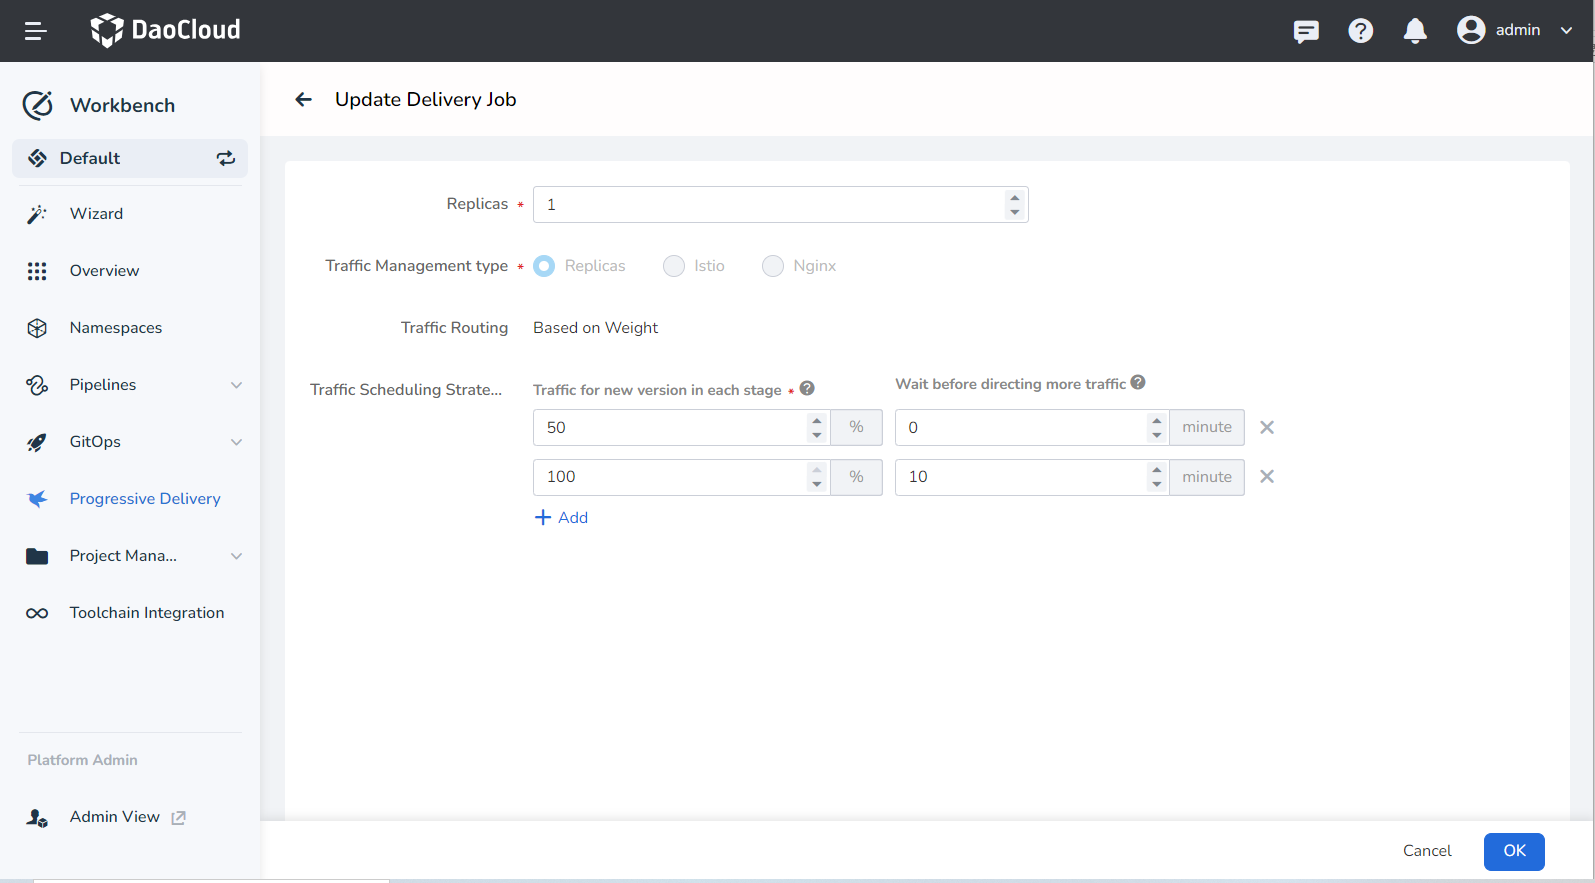 DaoCloud
admin
Workbench
Default
Wizard
Overview
Namespaces
Pipelines
GitOps
Progressive Delivery
Project Mana...
Toolchain Integration
Platform Admin
Admin View
Update Delivery Job
Replicas * 1
Traffic Management type * Replicas Istio Nginx
Traffic Routing Based on Weight
Traffic Scheduling Strate... Traffic for new version in each stage * Wait before directing more traffic
50 % 0 minute
100 % 10 minute
+ Add
Cancel OK